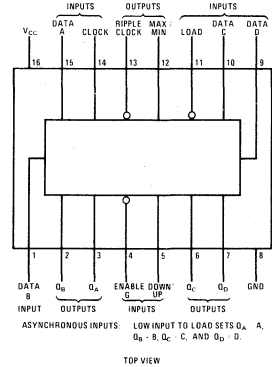 INPUTS OUTPUTS INPUTS
DATA RIPPLE MAX/ DATA DATA
VCC A CLOCK CLOCK MIN LOAD C D
16 15 14 13 12 11 10 9
1 2 3 4 5 6 7 8
DATA QB QA ENABLE DOWN/ QC QD GND
B G UP
INPUT OUTPUTS INPUTS OUTPUTS
ASYNCHRONOUS INPUTS: LOW INPUT TO LOAD SETS QA = A,
QB = B, QC = C, AND QD = D.
TOP VIEW